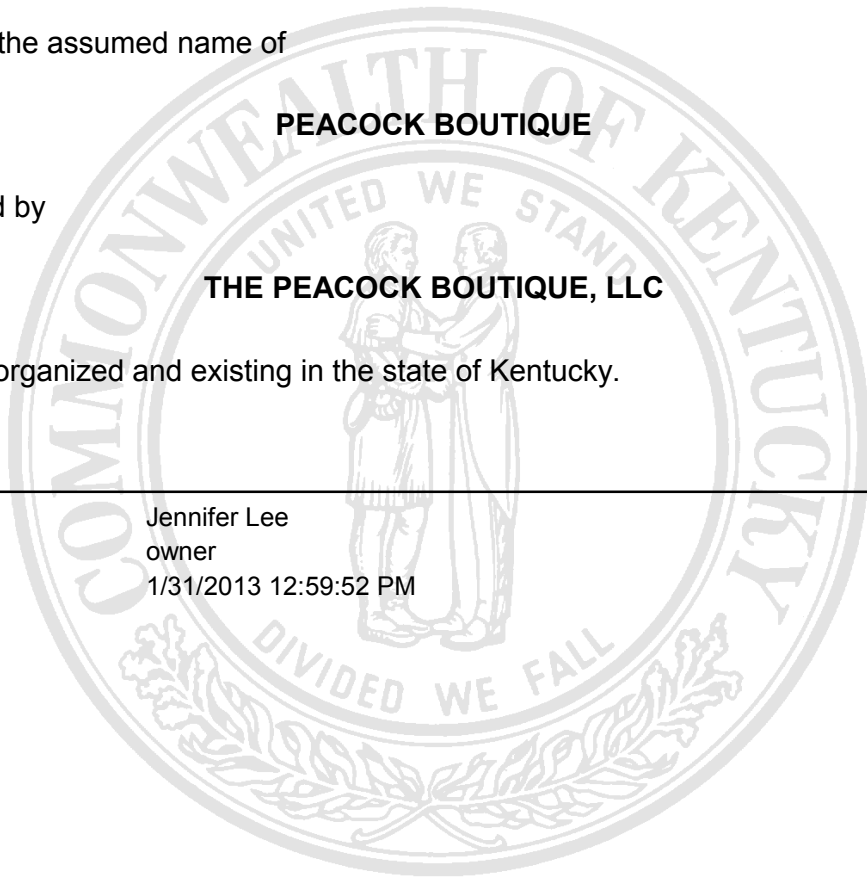 the assumed name of
PEACOCK BOUTIQUE
d by
THE PEACOCK BOUTIQUE, LLC
organized and existing in the state of Kentucky.
Jennifer Lee
owner
1/31/2013 12:59:52 PM
COMMONWEALTH OF KENTUCKY
UNITED WE STAND
DIVIDED WE FALL